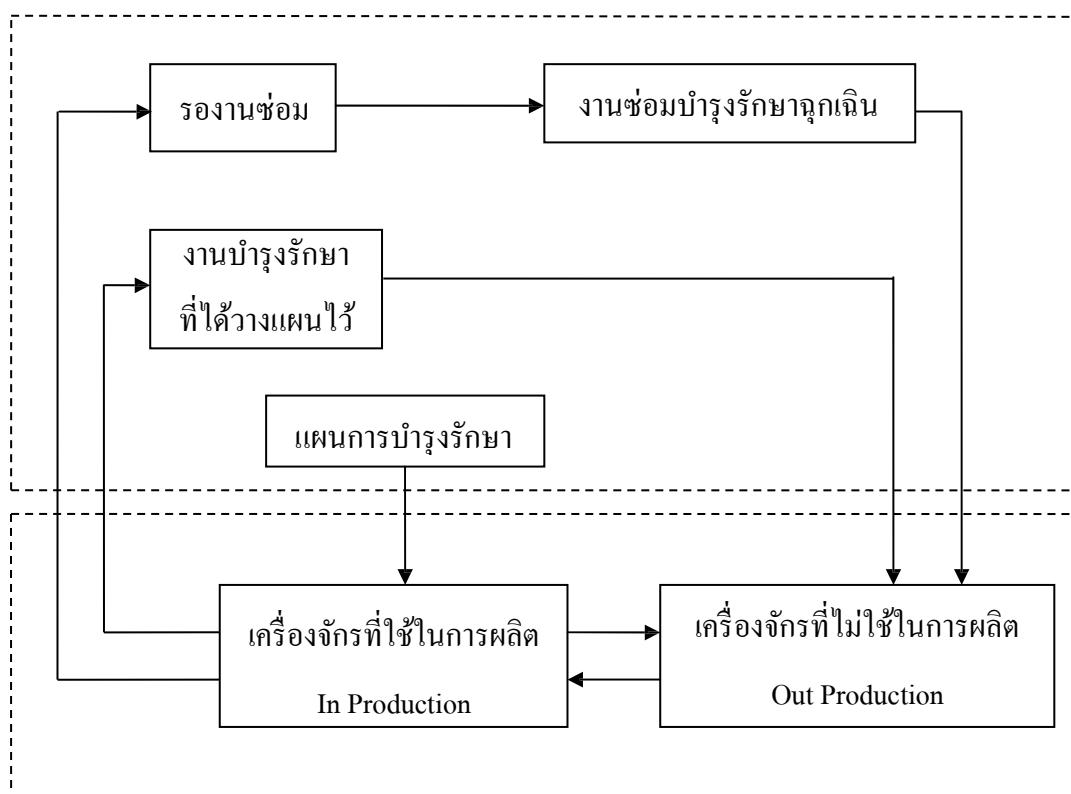 รองานซ่อม
งานซ่อมบำรุงรักษาฉุกเฉิน
งานบำรุงรักษา
ที่ได้วางแผนไว้
แผนการบำรุงรักษา
เครื่องจักรที่ใช้ในการผลิต
In Production
เครื่องจักรที่ไม่ใช้ในการผลิต
Out Production